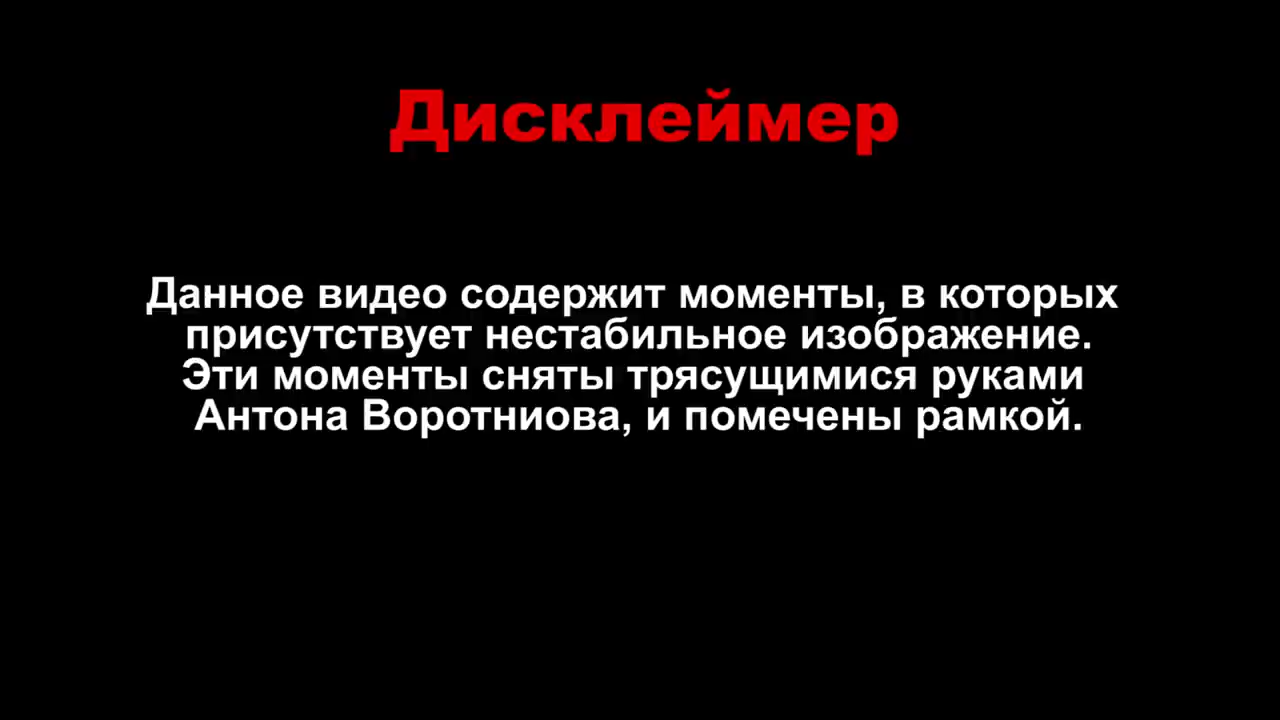 Дисклеймер
Данное видео содержит моменты, в которых
присутствует нестабильное изображение.
Эти моменты сняты трясущимися руками
Антона Воротниова, и помечены рамкой.